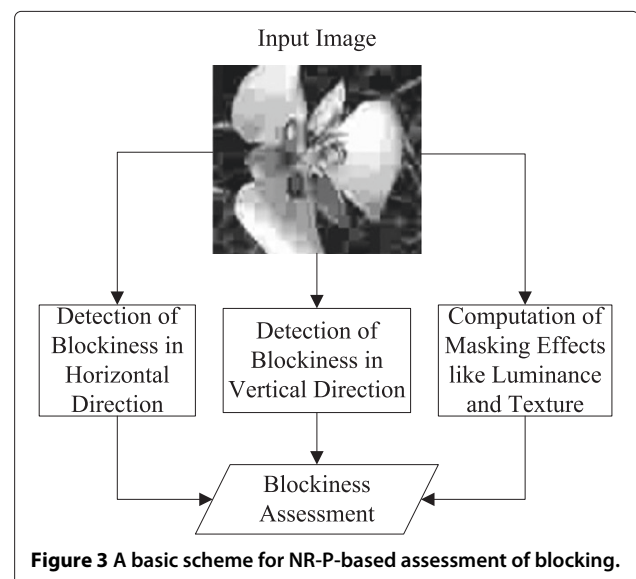 Input Image
Detection of
Blockiness in
Horizontal
Direction
Detection of
Blockiness in
Vertical Direction
Computation of
Masking Effects
like Luminance
and Texture
Blockiness
Assessment
Figure 3 A basic scheme for NR-P-based assessment of blocking.